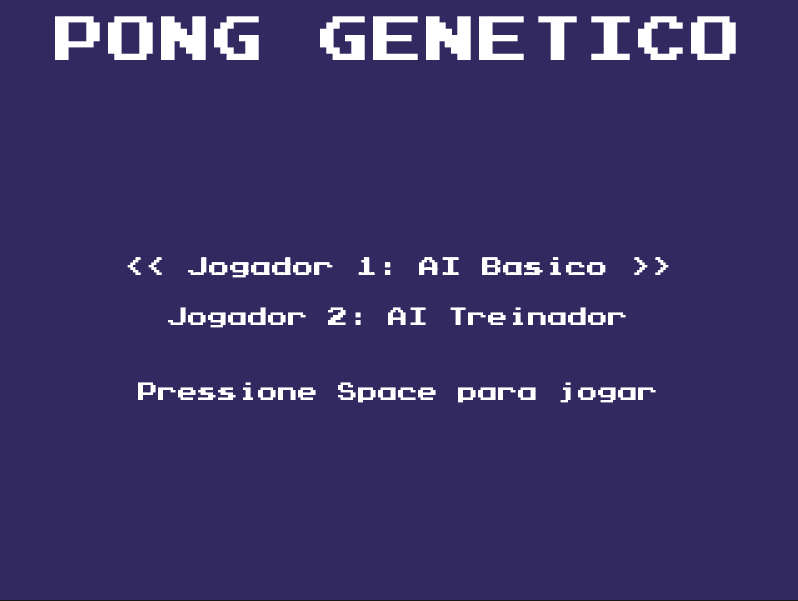 PONG GENETICO
<< Jogador 1: AI Basico >>
Jogador 2: AI Treinador
Pressione Space para jogar